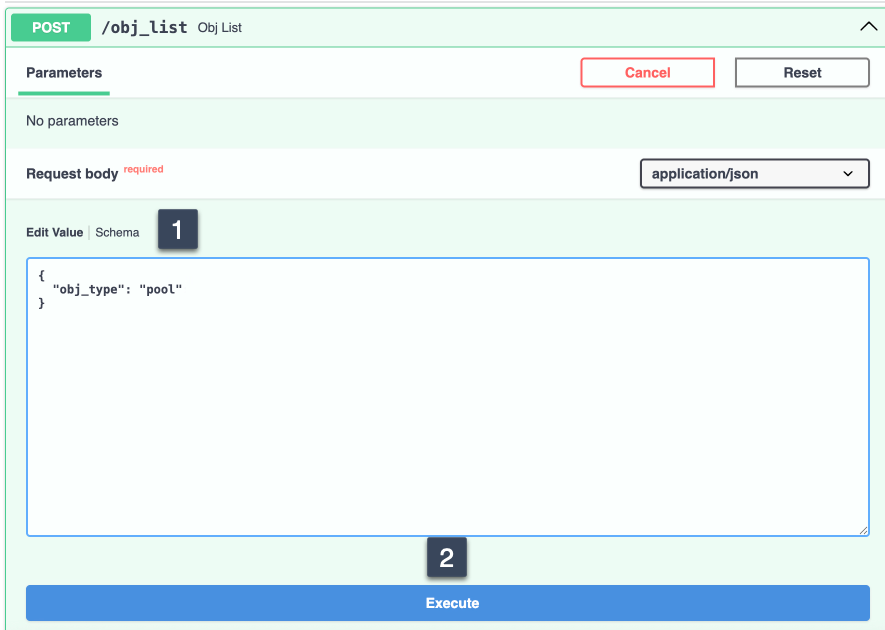 POST /obj_list Obj List
Parameters Cancel Reset
No parameters
Request body required application/json
Edit Value Schema 1
{
"obj_type": "pool"
}
2
Execute